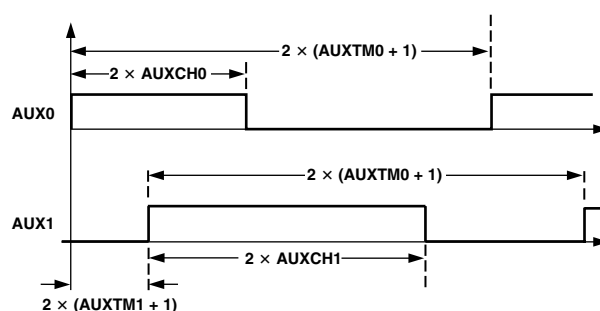 2 × (AUXTM0 + 1)
2 × AUXCH0
AUX0
2 × (AUXTM0 + 1)
AUX1
2 × AUXCH1
2 × (AUXTM1 + 1)